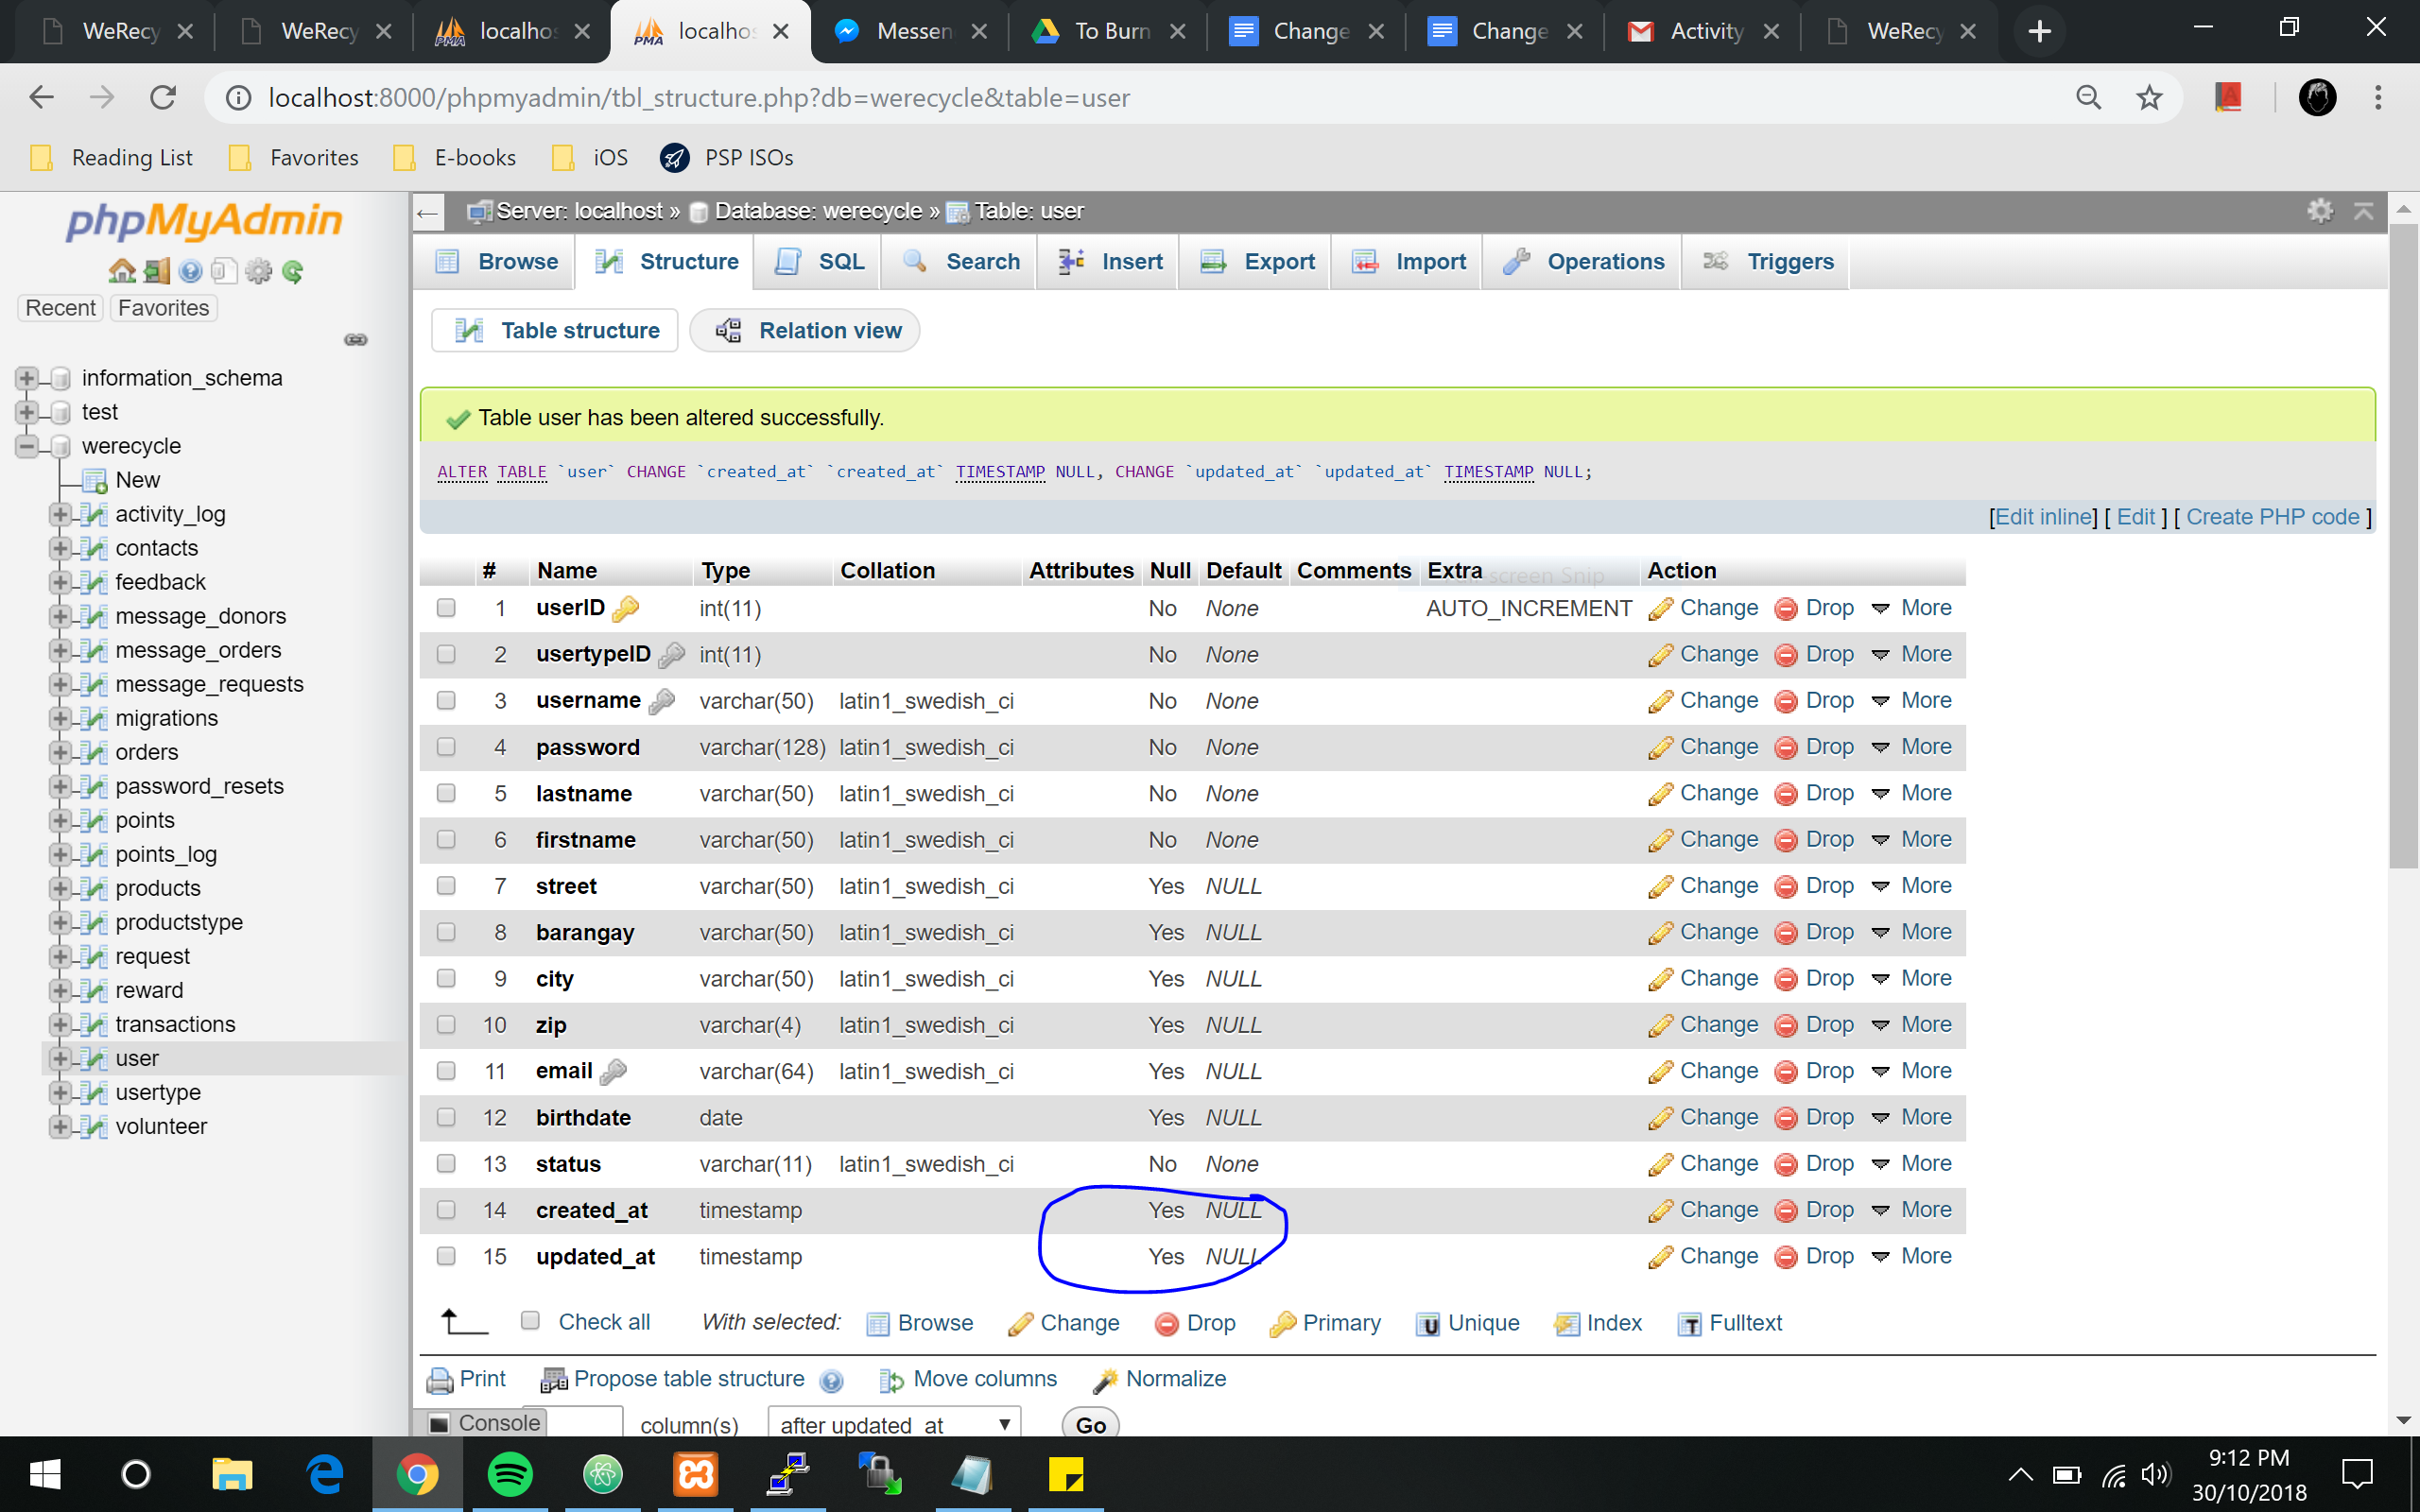 WeRecy WeRecy localhos localhos Messen To Burn Change Change Activity WeRecy
localhost:8000/phpmyadmin/tbl_structure.php?db=werecycle&table=user
Reading List Favorites E-books iOS PSP ISOs
phpMyAdmin
Recent Favorites
information_schema
test
werecycle
New
activity_log
contacts
feedback
message_donors
message_orders
message_requests
migrations
orders
password_resets
points
points_log
products
productstype
request
reward
transactions
user
usertype
volunteer
Server: localhost » Database: werecycle » Table: user
Browse Structure SQL Search Insert Export Import Operations Triggers
Table structure Relation view
Table user has been altered successfully.
ALTER TABLE `user` CHANGE `created_at` `created_at` TIMESTAMP NULL, CHANGE `updated_at` `updated_at` TIMESTAMP NULL;
[Edit inline] [ Edit ] [ Create PHP code ]
# Name Type Collation Attributes Null Default Comments Extra Action
1 userID int(11) No None AUTO_INCREMENT Change Drop More
2 usertypeID int(11) No None Change Drop More
3 username varchar(50) latin1_swedish_ci No None Change Drop More
4 password varchar(128) latin1_swedish_ci No None Change Drop More
5 lastname varchar(50) latin1_swedish_ci No None Change Drop More
6 firstname varchar(50) latin1_swedish_ci No None Change Drop More
7 street varchar(50) latin1_swedish_ci Yes NULL Change Drop More
8 barangay varchar(50) latin1_swedish_ci Yes NULL Change Drop More
9 city varchar(50) latin1_swedish_ci Yes NULL Change Drop More
10 zip varchar(4) latin1_swedish_ci Yes NULL Change Drop More
11 email varchar(64) latin1_swedish_ci Yes NULL Change Drop More
12 birthdate date Yes NULL Change Drop More
13 status varchar(11) latin1_swedish_ci No None Change Drop More
14 created_at timestamp Yes NULL Change Drop More
15 updated_at timestamp Yes NULL Change Drop More
Check all With selected: Browse Change Drop Primary Unique Index Fulltext
Print Propose table structure Move columns Normalize
Console column(s) after updated_at Go
9:12 PM
30/10/2018